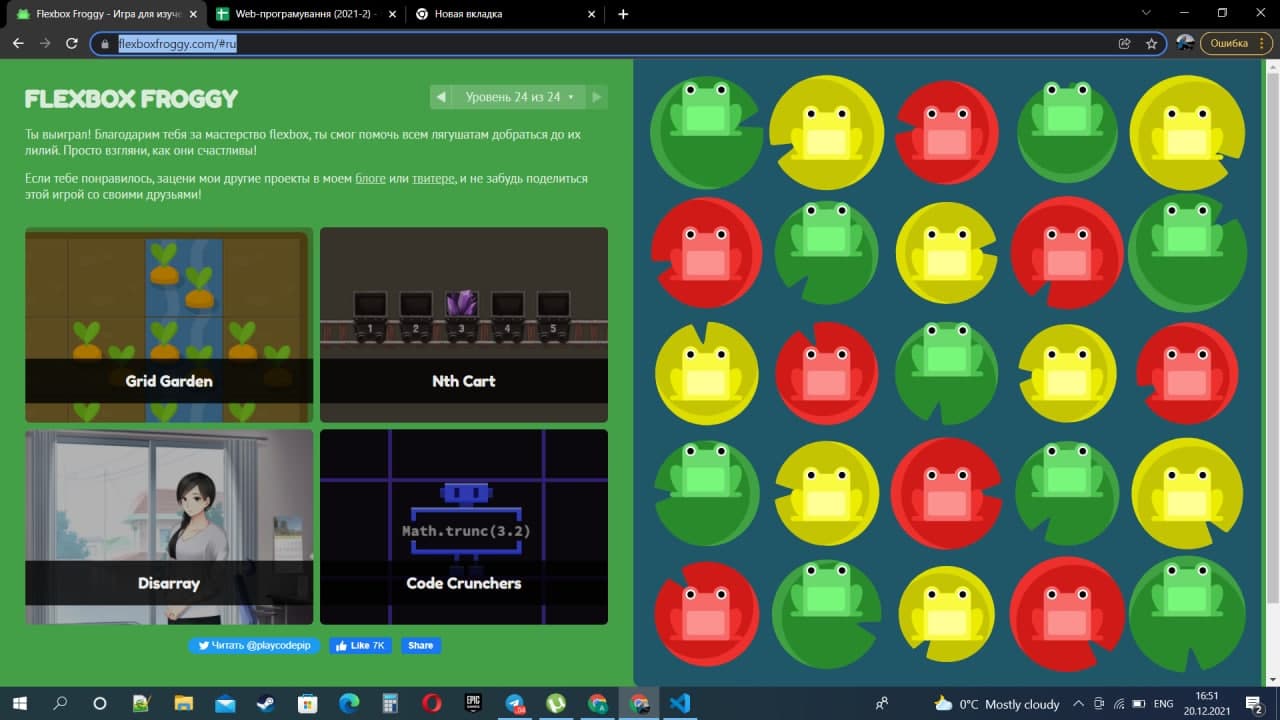 Flexbox Froggy - Игра для изуче
Web-програмування (2021-2) -
Новая вкладка
flexboxfroggy.com/#ru
Ошибка
FLEXBOX FROGGY
Уровень 24 из 24
Ты выиграл! Благодарим тебя за мастерство flexbox, ты смог помочь всем лягушатам добраться до их
лилий. Просто взгляни, как они счастливы!
Если тебе понравилось, зацени мои другие проекты в моем блоге или твитере, и не забудь поделиться
этой игрой со своими друзьями!
1 2 3 4 5
Grid Garden
Nth Cart
Math.trunc(3.2)
Disarray
Code Crunchers
Читать @playcodepip
Like 7K
Share
EPIC
GAMES
0°C Mostly cloudy
ENG
16:51
20.12.2021
2